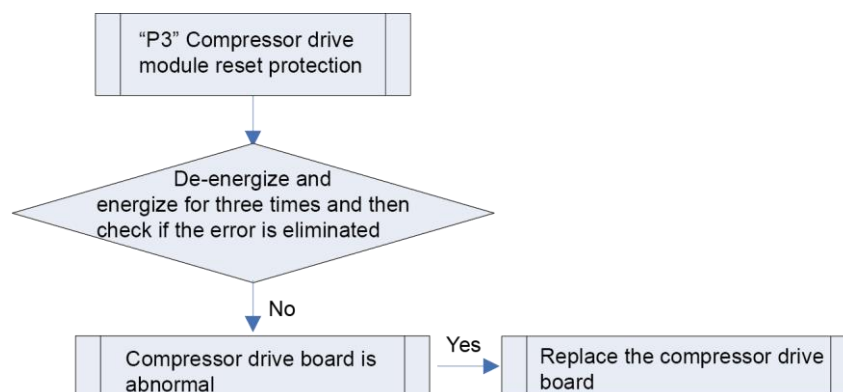 “P3” Compressor drive
module reset protection
De-energize and
energize for three times and then
check if the error is eliminated
No
Compressor drive board is
abnormal
Yes
Replace the compressor drive
board